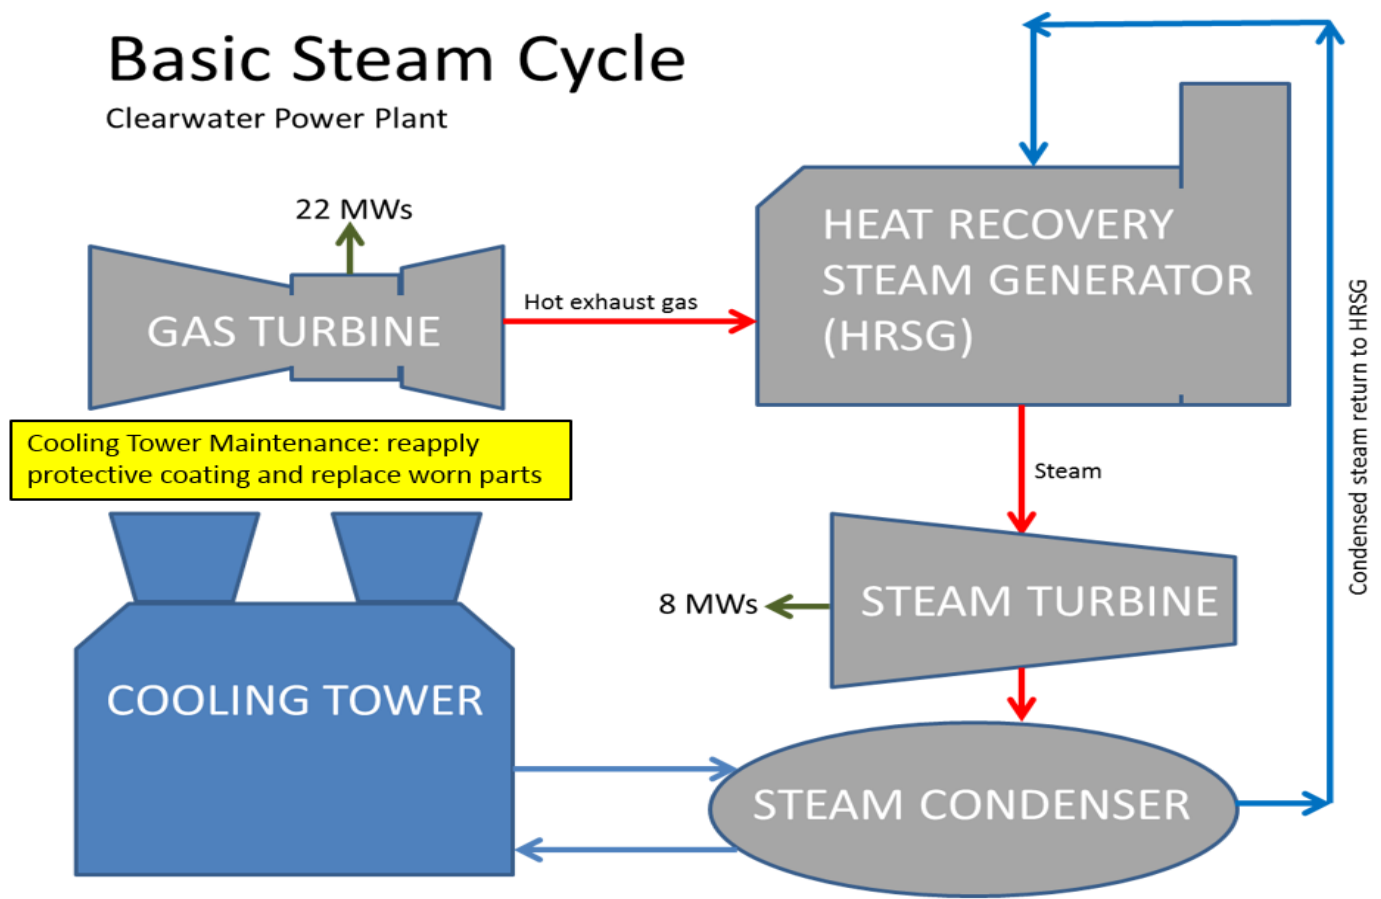 Basic Steam Cycle
Clearwater Power Plant
22 MWs
GAS TURBINE
Hot exhaust gas
HEAT RECOVERY
STEAM GENERATOR
(HRSG)
Condensed steam return to HRSG
Cooling Tower Maintenance: reapply
protective coating and replace worn parts
Steam
8 MWs
STEAM TURBINE
COOLING TOWER
STEAM CONDENSER